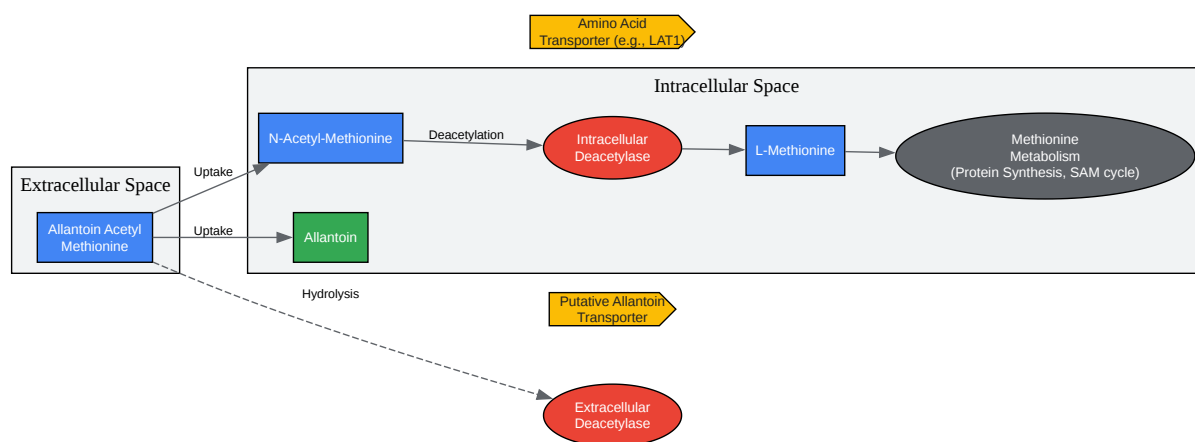 Amino Acid
Transporter (e.g., LAT1)
Intracellular Space
N-Acetyl-Methionine
Deacetylation
Intracellular
Deacetylase
L-Methionine
Methionine
Metabolism
(Protein Synthesis, SAM cycle)
Uptake
Extracellular Space
Allantoin Acetyl
Methionine
Uptake
Allantoin
Hydrolysis
Putative Allantoin
Transporter
Extracellular
Deacetylase